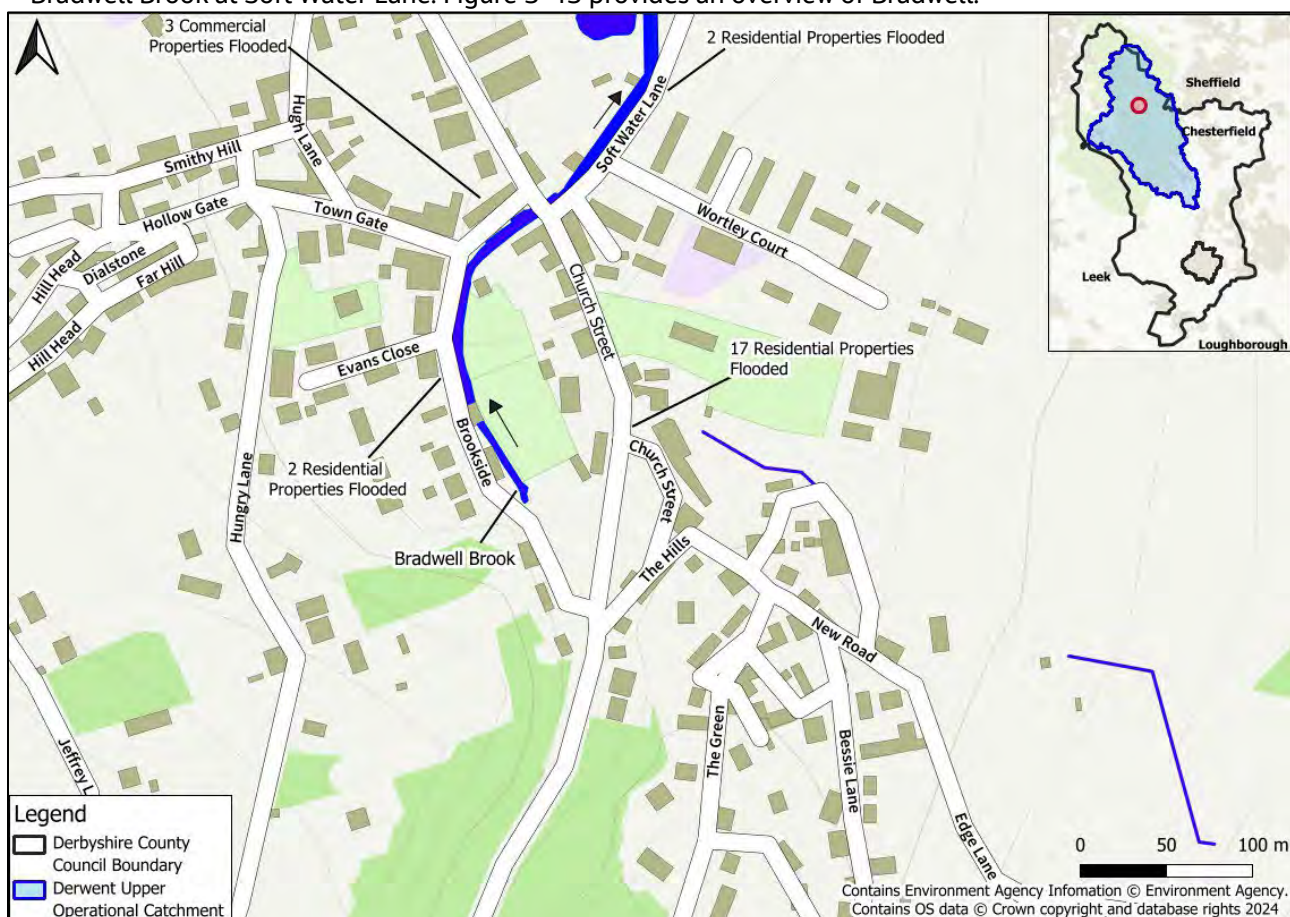 Bradwell Brook at Soft Water Lane. Figure 3-13 provides an overview of Bradwell.
3 Commercial
Properties Flooded
2 Residential Properties Flooded
Sheffield
Chesterfield
Leek
Loughborough
Hugh Lane
Smithy Hill
Soft Water Lane
Hollow Gate
Town Gate
Wortley Court
Hill Head
Dialstone
Far Hill
Hill Head
Church Street
Evans Close
17 Residential Properties
Flooded
Brookside
Hungry Lane
2 Residential
Properties Flooded
Church Street
Bradwell Brook
The Hills
New Road
The Green
Bessie Lane
Jeffrey L
Edge Lane
Legend
Derbyshire County
Council Boundary
Derwent Upper
Operational Catchment
0 50 100 m
Contains Environment Agency Infomation © Environment Agency.
Contains OS data © Crown copyright and database rights 2024